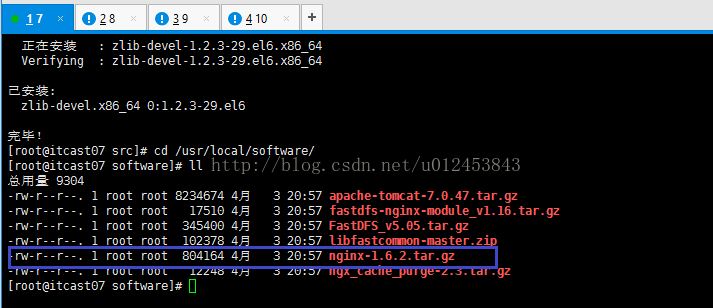 1 7 × 2 8 × 3 9 × 4 10 × +
正在安装 : zlib-devel-1.2.3-29.el6.x86_64
Verifying : zlib-devel-1.2.3-29.el6.x86_64
已安装:
zlib-devel.x86_64 0:1.2.3-29.el6
完毕!
[root@itcast07 src]# cd /usr/local/software/
[root@itcast07 software]# ll
http://blog.csdn.net/u012453843
总用量 9304
-rw-r--r--. 1 root root 8234674 4月 3 20:57 apache-tomcat-7.0.47.tar.gz
-rw-r--r--. 1 root root 17510 4月 3 20:57 fastdfs-nginx-module_v1.16.tar.gz
-rw-r--r--. 1 root root 345400 4月 3 20:57 FastDFS_v5.05.tar.gz
-rw-r--r--. 1 root root 102378 4月 3 20:57 libfastcommon-master.zip
-rw-r--r--. 1 root root 804164 4月 3 20:57 nginx-1.6.2.tar.gz
-rw-r--r--. 1 root root 12248 4月 3 20:57 ngx_cache_purge-2.3.tar.gz
[root@itcast07 software]#